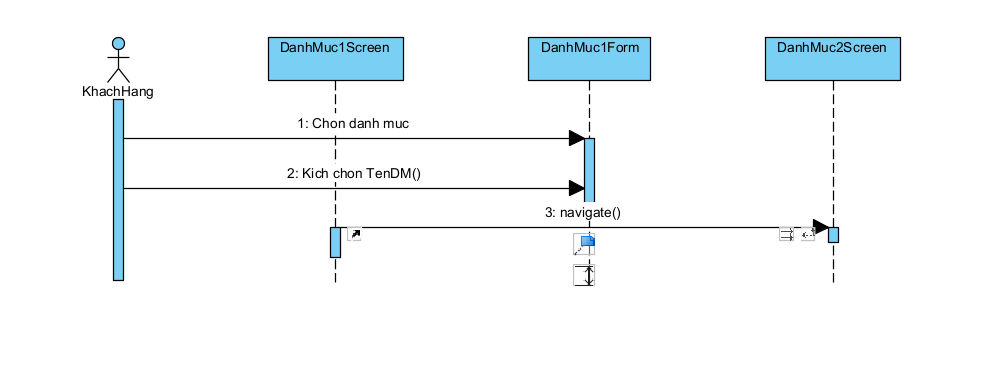 DanhMuc1Screen
DanhMuc1Form
DanhMuc2Screen
KhachHang
1: Chon danh muc
2: Kich chon TenDM()
3: navigate()